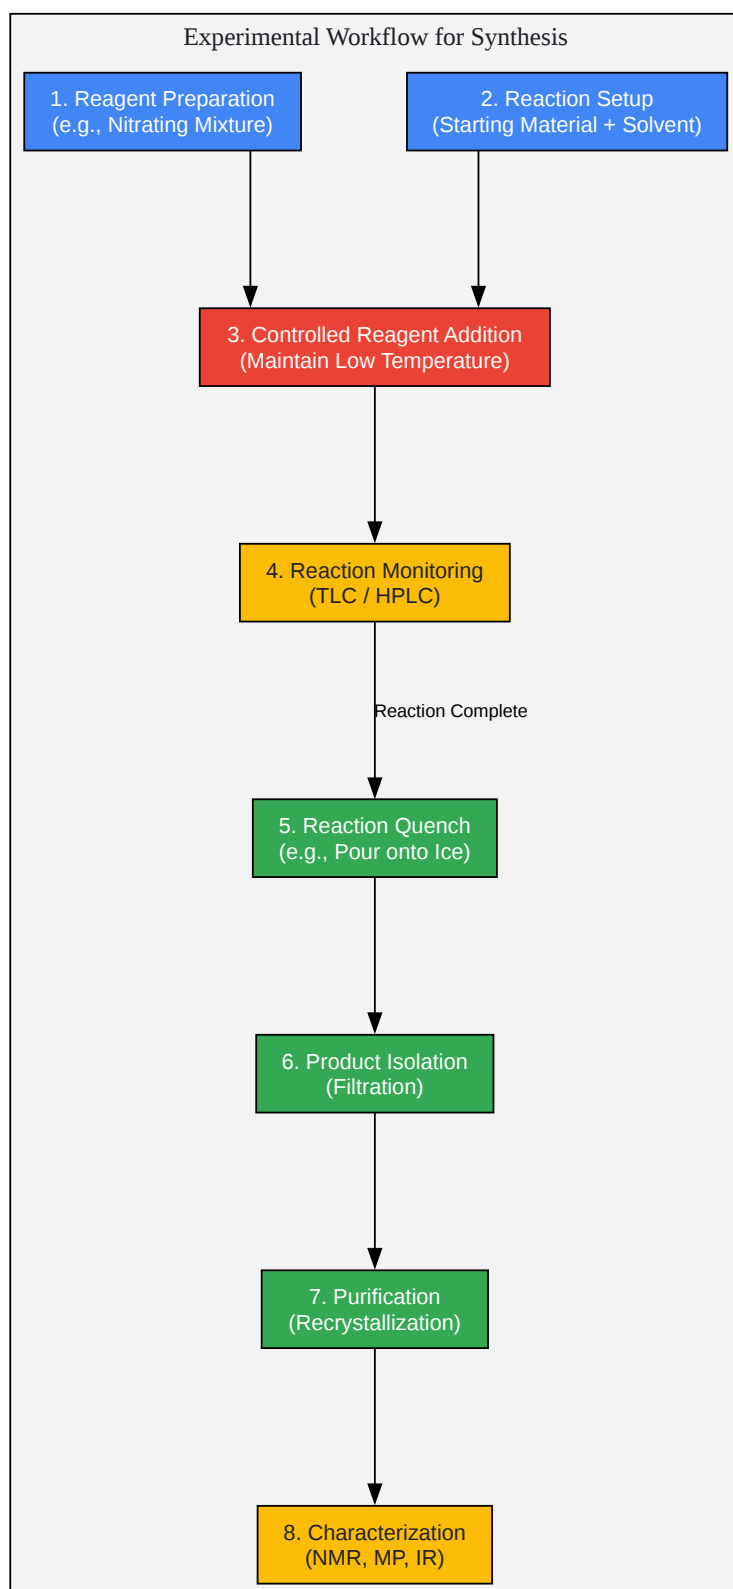 Experimental Workflow for Synthesis
1. Reagent Preparation
(e.g., Nitrating Mixture)
2. Reaction Setup
(Starting Material + Solvent)
3. Controlled Reagent Addition
(Maintain Low Temperature)
4. Reaction Monitoring
(TLC / HPLC)
Reaction Complete
5. Reaction Quench
(e.g., Pour onto Ice)
6. Product Isolation
(Filtration)
7. Purification
(Recrystallization)
8. Characterization
(NMR, MP, IR)